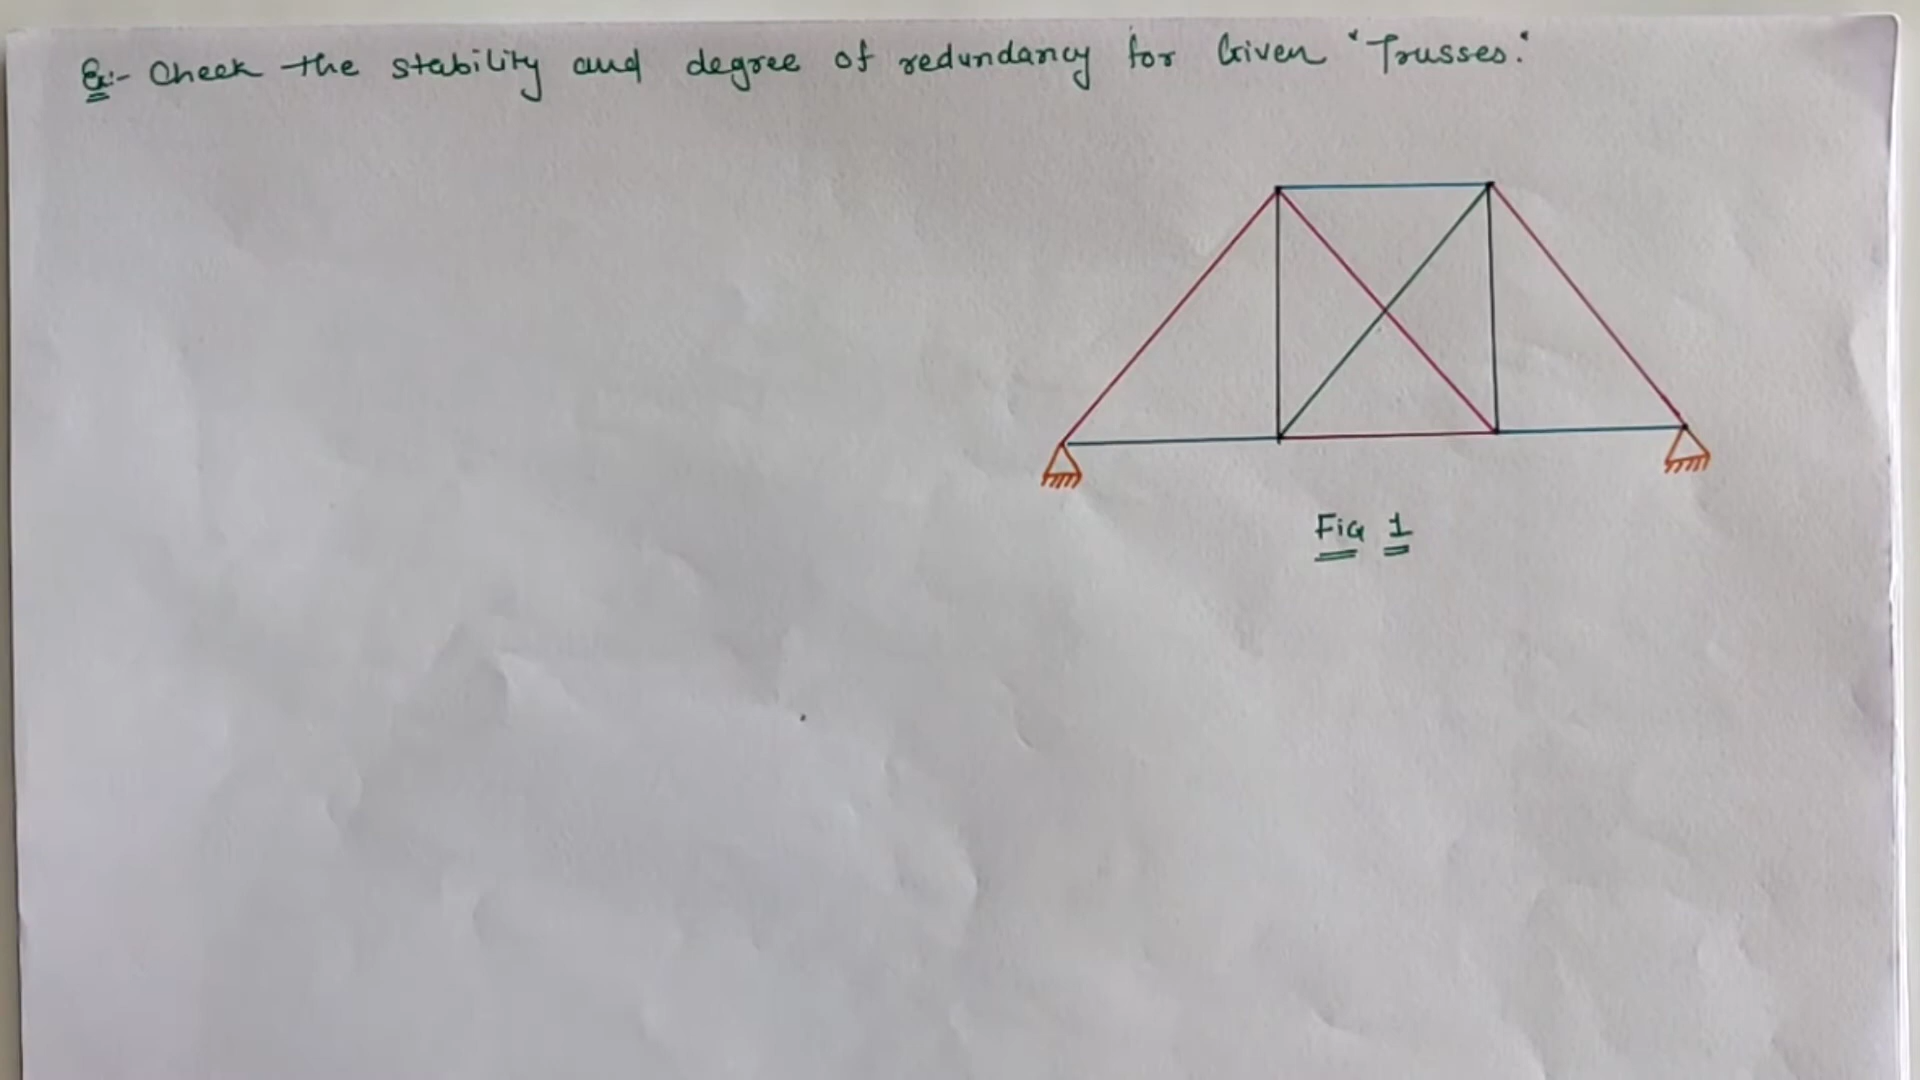 Ex:- Check the stability and degree of redundancy for Given "Trusses."
Fig 1